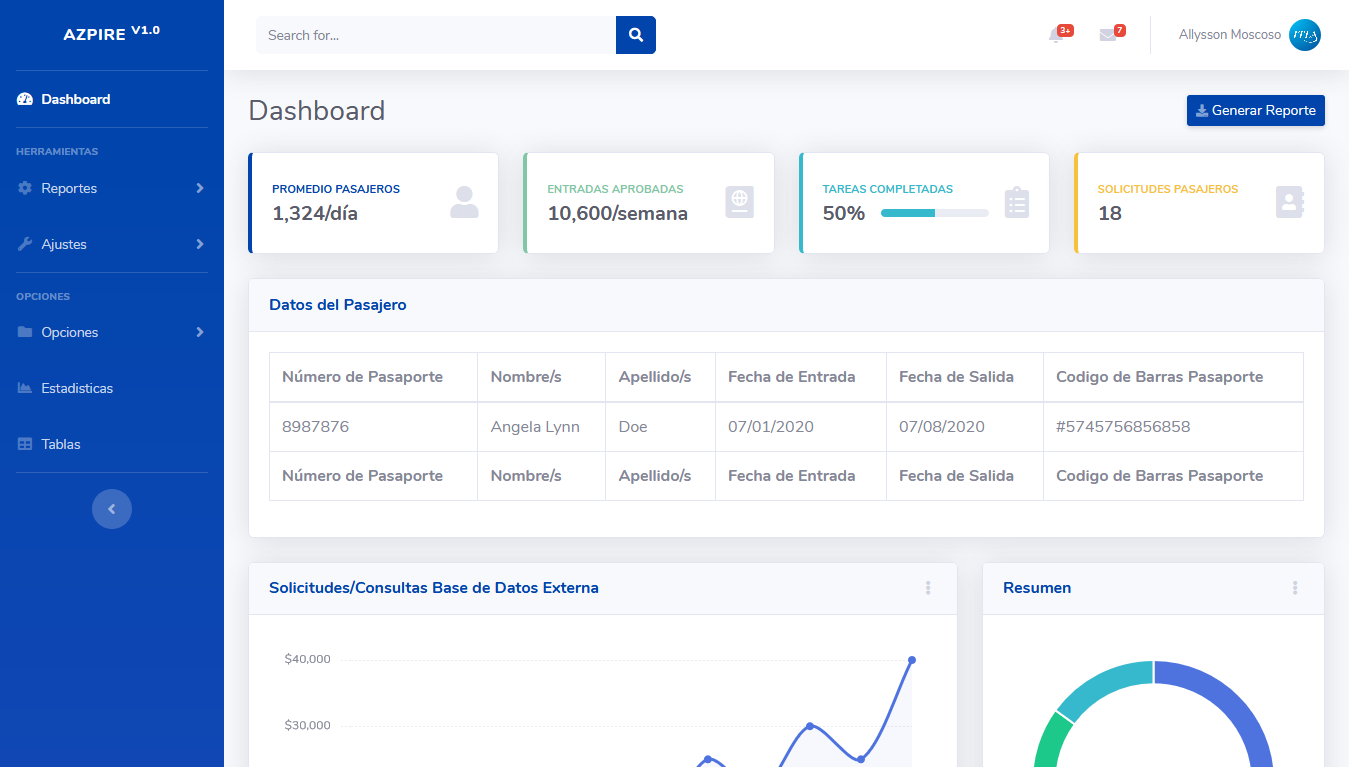 AZPIRE V1.0
Search for...
3+
7
Allysson Moscoso
ITLA
Dashboard
HERRAMIENTAS
Reportes
Ajustes
OPCIONES
Opciones
Estadisticas
Tablas
Dashboard
Generar Reporte
PROMEDIO PASAJEROS
1,324/día
ENTRADAS APROBADAS
10,600/semana
TAREAS COMPLETADAS
50%
SOLICITUDES PASAJEROS
18
Datos del Pasajero
Número de Pasaporte Nombre/s Apellido/s Fecha de Entrada Fecha de Salida Codigo de Barras Pasaporte
8987876 Angela Lynn Doe 07/01/2020 07/08/2020 #5745756856858
Número de Pasaporte Nombre/s Apellido/s Fecha de Entrada Fecha de Salida Codigo de Barras Pasaporte
Solicitudes/Consultas Base de Datos Externa
$40,000
$30,000
Resumen